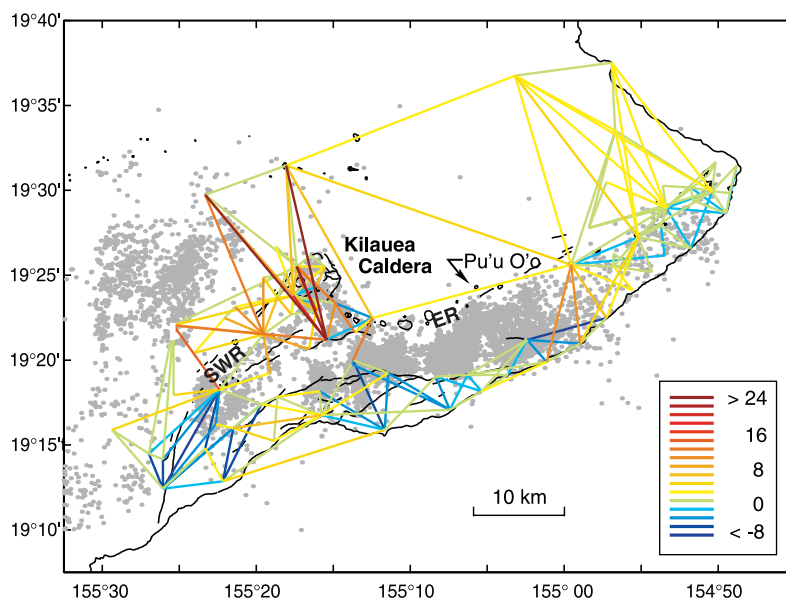 19°40'
19°35'
19°30'
19°25'
19°20'
19°15'
19°10'
Kilauea
Caldera
Pu'u O'o
ER
SWR
10 km
> 24
16
8
0
< -8
155°30'
155°20'
155°10'
155° 00'
154°50'